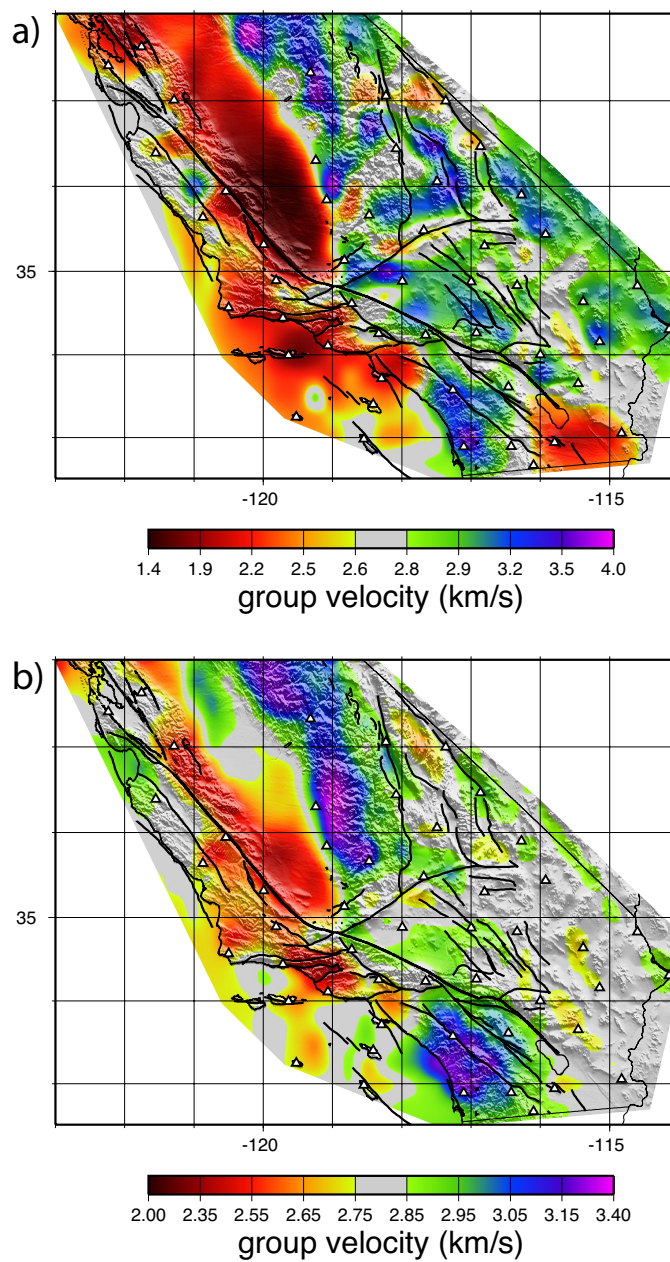 a)
35
-120 -115
1.4 1.9 2.2 2.5 2.6 2.8 2.9 3.2 3.5 4.0
group velocity (km/s)
b)
35
-120 -115
2.00 2.35 2.55 2.65 2.75 2.85 2.95 3.05 3.15 3.40
group velocity (km/s)